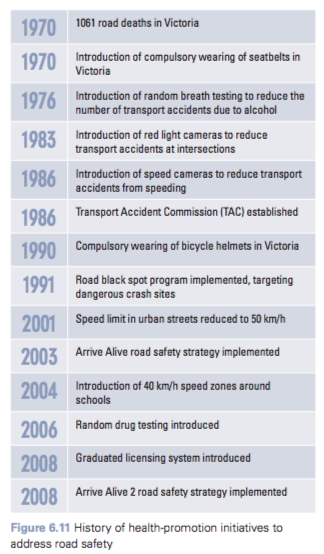 1970
1061 road deaths in Victoria
1970
Introduction of compulsory wearing of seatbelts in
Victoria
1976
Introduction of random breath testing to reduce the
number of transport accidents due to alcohol
1983
Introduction of red light cameras to reduce
transport accidents at intersections
1986
Introduction of speed cameras to reduce transport
accidents from speeding
1986
Transport Accident Commission (TAC) established
1990
Compulsory wearing of bicycle helmets in Victoria
1991
Road black spot program implemented, targeting
dangerous crash sites
2001
Speed limit in urban streets reduced to 50 km/h
2003
Arrive Alive road safety strategy implemented
2004
Introduction of 40 km/h speed zones around
schools
2006
Random drug testing introduced
2008
Graduated licensing system introduced
2008
Arrive Alive 2 road safety strategy implemented
Figure 6.11 History of health-promotion initiatives to
address road safety